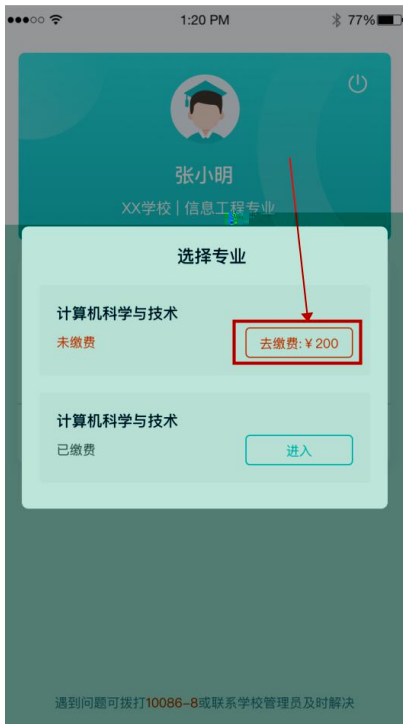 1:20 PM
77%
张小明
XX学校 | 信息工程专业
选择专业
计算机科学与技术
未缴费
去缴费:¥200
计算机科学与技术
已缴费
进入
遇到问题可拨打10086-8或联系学校管理员及时解决